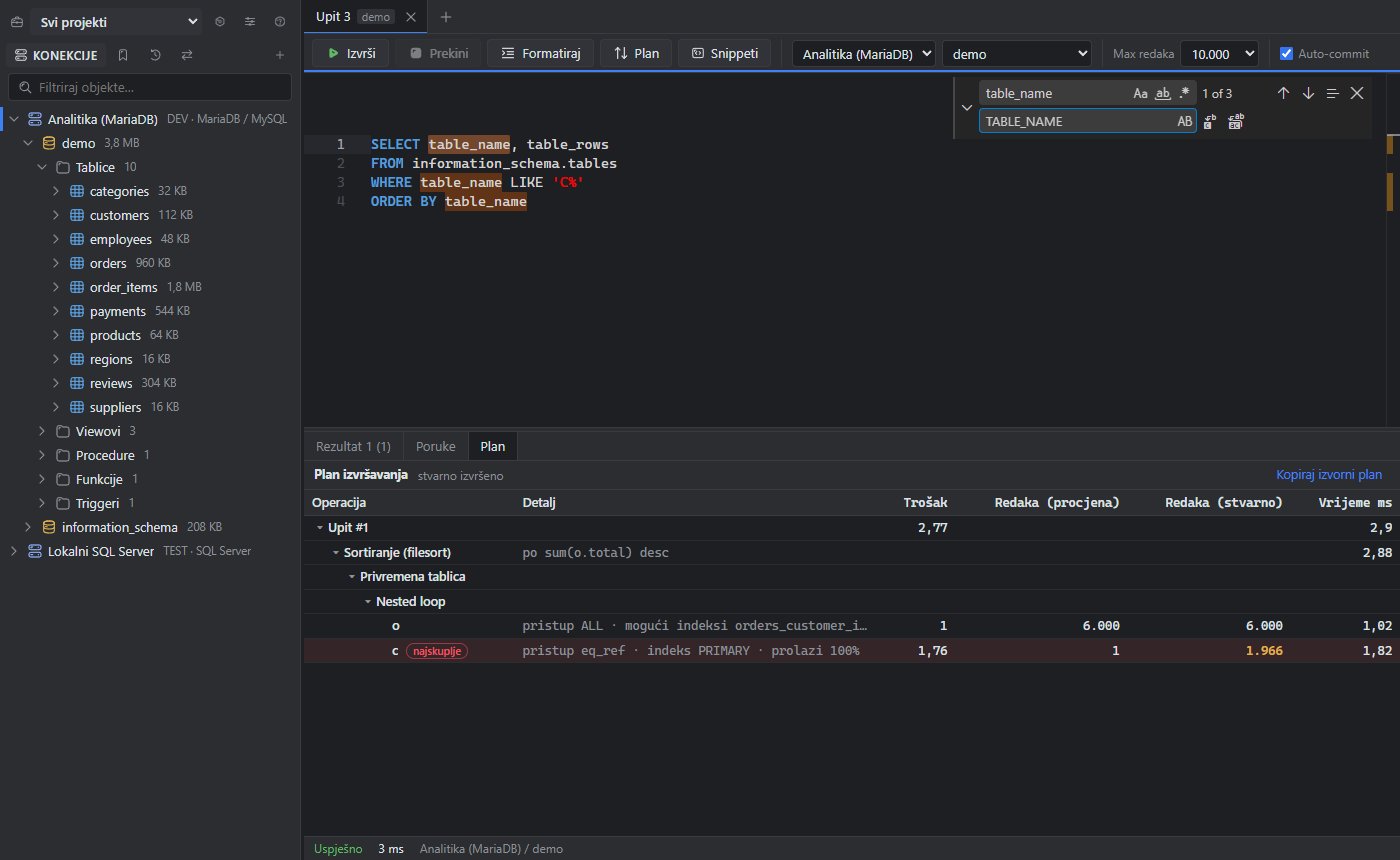 Svi projekti
KONEKCIJE
Filtriraj objekte...
Analitika (MariaDB) DEV · MariaDB / MySQL
demo 3,8 MB
Tablice 10
categories 32 KB
customers 112 KB
employees 48 KB
orders 960 KB
order_items 1,8 MB
payments 544 KB
products 64 KB
regions 16 KB
reviews 304 KB
suppliers 16 KB
Viewovi 3
Procedure 1
Funkcije 1
Triggeri 1
information_schema 208 KB
Lokalni SQL Server TEST · SQL Server
Upit 3 demo
Izvrši Prekini Formatiraj Plan Snippeti Analitika (MariaDB) demo Max redaka 10.000 Auto-commit
table_name Aa ab .* 1 of 3
TABLE_NAME AB
1 SELECT table_name, table_rows
2 FROM information_schema.tables
3 WHERE table_name LIKE 'C%'
4 ORDER BY table_name
Rezultat 1 (1) Poruke Plan
Plan izvršavanja stvarno izvršeno Kopiraj izvorni plan
Operacija Detalj Trošak Redaka (procjena) Redaka (stvarno) Vrijeme ms
Upit #1 2,77 2,9
Sortiranje (filesort) po sum(o.total) desc 2,88
Privremena tablica
Nested loop
o pristup ALL · mogući indeksi orders_customer_i… 1 6.000 6.000 1,02
c najskuplje pristup eq_ref · indeks PRIMARY · prolazi 100% 1,76 1 1.966 1,82
Uspješno 3 ms Analitika (MariaDB) / demo